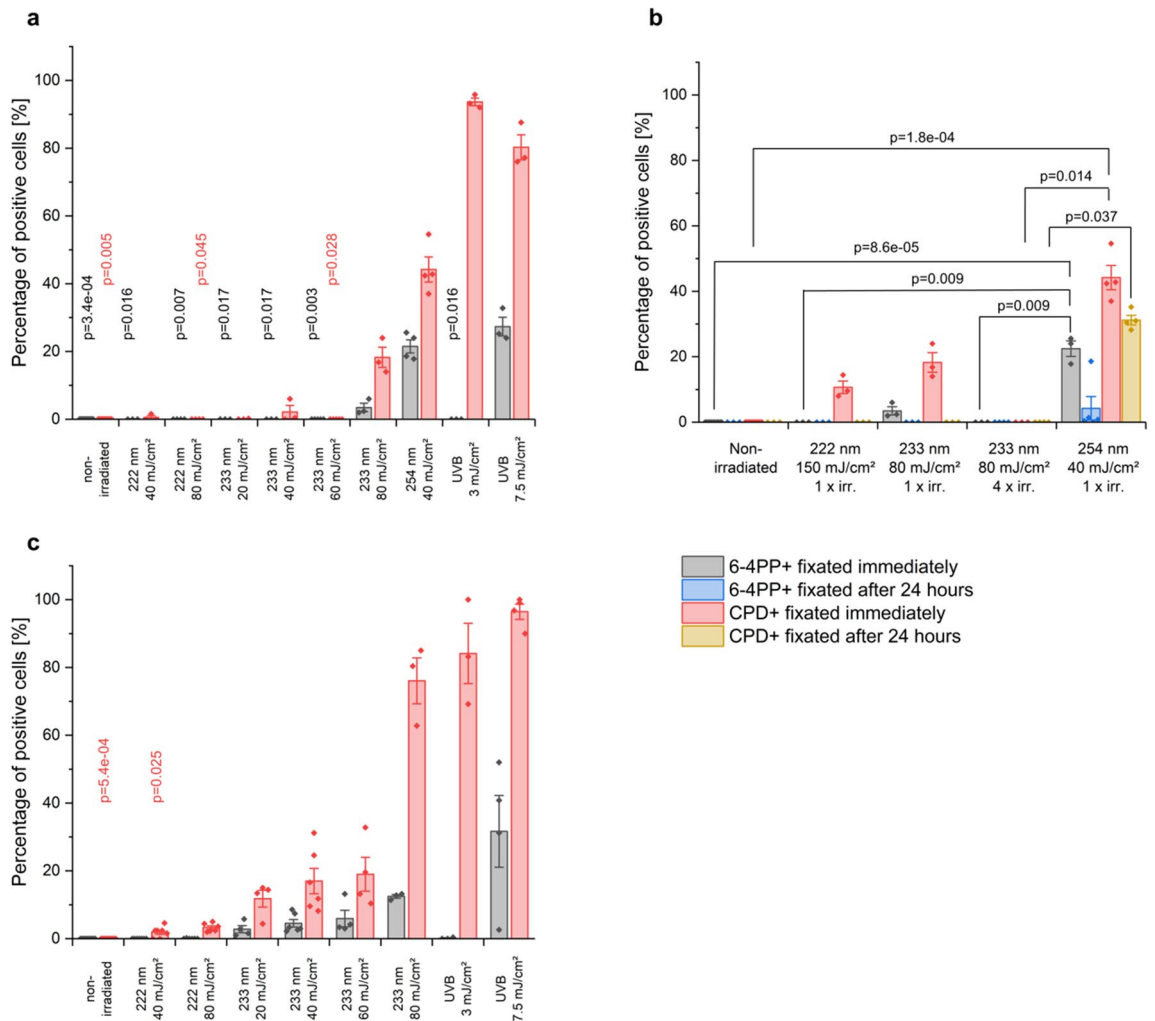 a
Percentage of positive cells [%]
100
80
60
40
20
0
p=3.4e-04
p=0.005
p=0.016
p=0.007
p=0.045
p=0.017
p=0.017
p=0.003
p=0.028
p=0.016
non-
irradiated
222 nm
40 mJ/cm²
222 nm
80 mJ/cm²
233 nm
20 mJ/cm²
233 nm
40 mJ/cm²
233 nm
60 mJ/cm²
233 nm
80 mJ/cm²
254 nm
40 mJ/cm²
UVB
3 mJ/cm²
UVB
7.5 mJ/cm²
b
Percentage of positive cells [%]
100
80
60
40
20
0
p=1.8e-04
p=0.014
p=0.037
p=8.6e-05
p=0.009
p=0.009
Non-
irradiated
222 nm
150 mJ/cm²
1 x irr.
233 nm
80 mJ/cm²
1 x irr.
233 nm
80 mJ/cm²
4 x irr.
254 nm
40 mJ/cm²
1 x irr.
c
Percentage of positive cells [%]
100
80
60
40
20
0
p=5.4e-04
p=0.025
non-
irradiated
222 nm
40 mJ/cm²
222 nm
80 mJ/cm²
233 nm
20 mJ/cm²
233 nm
40 mJ/cm²
233 nm
60 mJ/cm²
233 nm
80 mJ/cm²
UVB
3 mJ/cm²
UVB
7.5 mJ/cm²
6-4PP+ fixated immediately
6-4PP+ fixated after 24 hours
CPD+ fixated immediately
CPD+ fixated after 24 hours